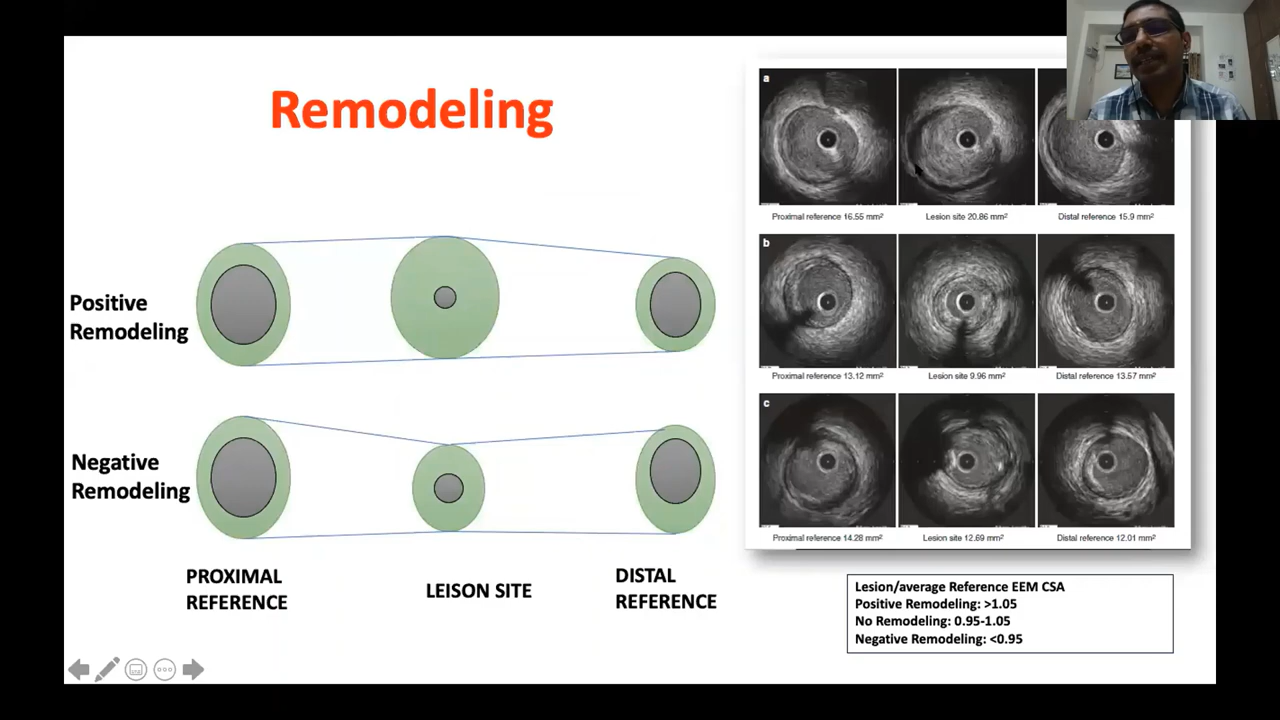 Remodeling
Positive
Remodeling
Negative
Remodeling
PROXIMAL
REFERENCE
LEISON SITE
DISTAL
REFERENCE
a
Proximal reference 16.55 mm²
Lesion site 20.86 mm²
Distal reference 15.9 mm²
b
Proximal reference 13.12 mm²
Lesion site 9.96 mm²
Distal reference 13.57 mm²
c
Proximal reference 14.28 mm²
Lesion site 12.69 mm²
Distal reference 12.01 mm²
Lesion/average Reference EEM CSA
Positive Remodeling: >1.05
No Remodeling: 0.95-1.05
Negative Remodeling: <0.95